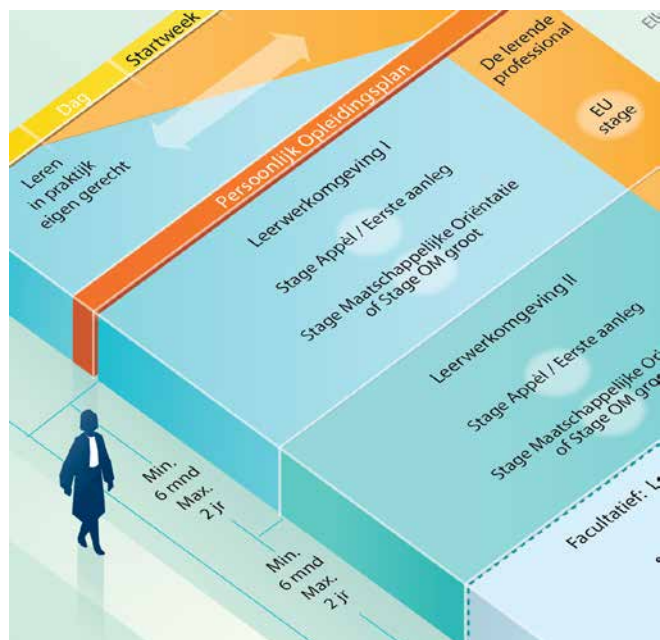 Startweek
Dag
Leren
in praktijk
eigen gerecht
Persoonlijk Opleidingsplan
De lerende
professional
EU
stage
Leerwerkomgeving I
Stage Appèl / Eerste aanleg
Stage Maatschappelijke Oriëntatie
of Stage OM groot
Leerwerkomgeving II
Stage Appèl / Eerste aanleg
Stage Maatschappelijke
of Stage OM groot
Facultatief:
Min.
6 mnd
Max.
2 jr
Min.
6 mnd
Max.
2 jr